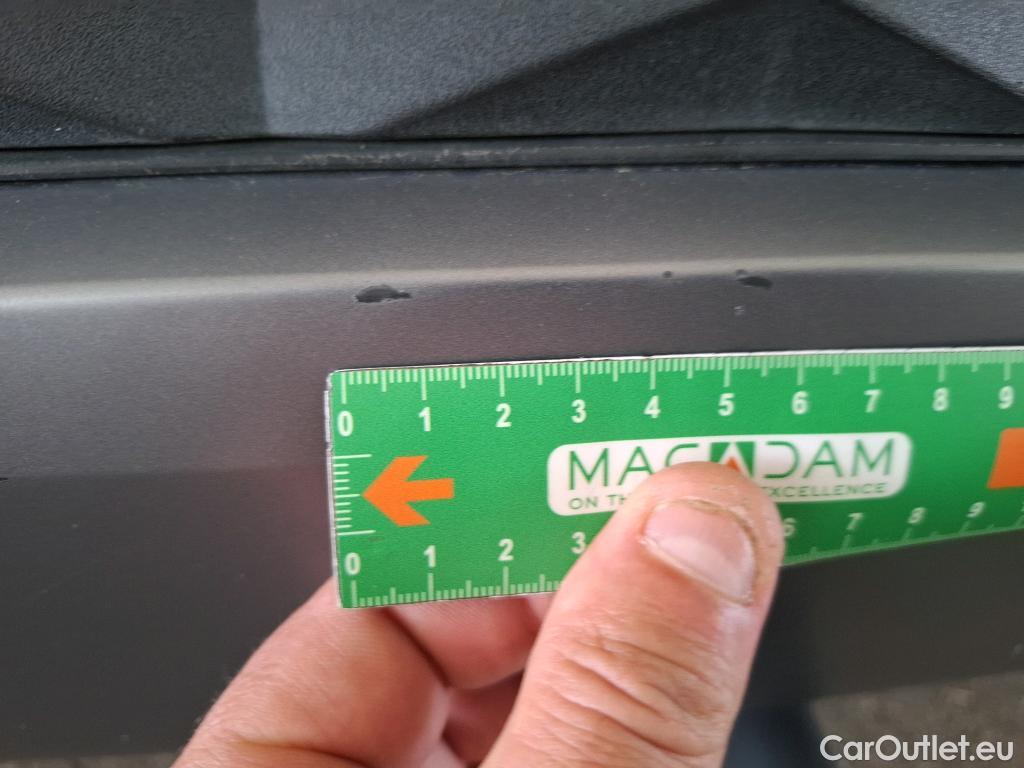 0 1 2 3 4 5 6 7 8 9
MACADAM
ON TH EXCELLENCE
0 1 2 3 6 7 8 9
CarOutlet.eu